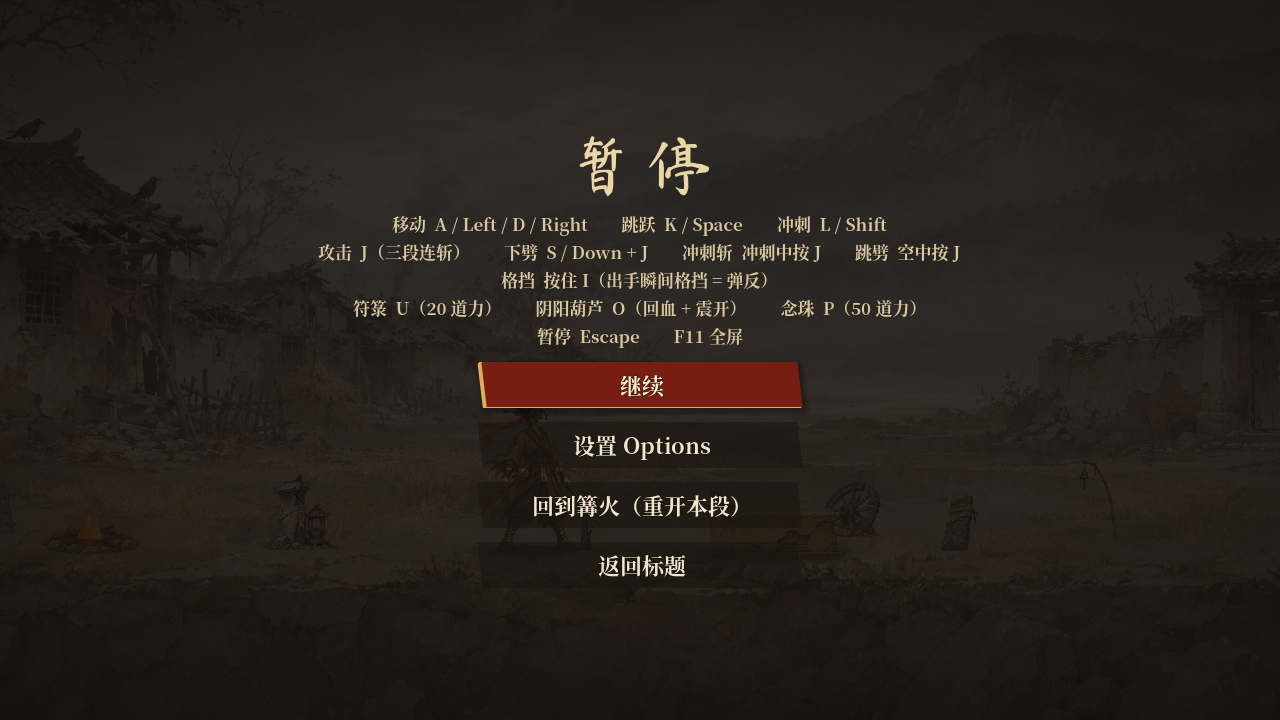 暂停
移动 A / Left / D / Right 跳跃 K / Space 冲刺 L / Shift
攻击 J（三段连斩） 下劈 S / Down + J 冲刺斩 冲刺中按 J 跳劈 空中按 J
格挡 按住 I（出手瞬间格挡 = 弹反）
符箓 U（20 道力） 阴阳葫芦 O（回血 + 震开） 念珠 P（50 道力）
暂停 Escape F11 全屏
继续
设置 Options
回到篝火（重开本段）
返回标题